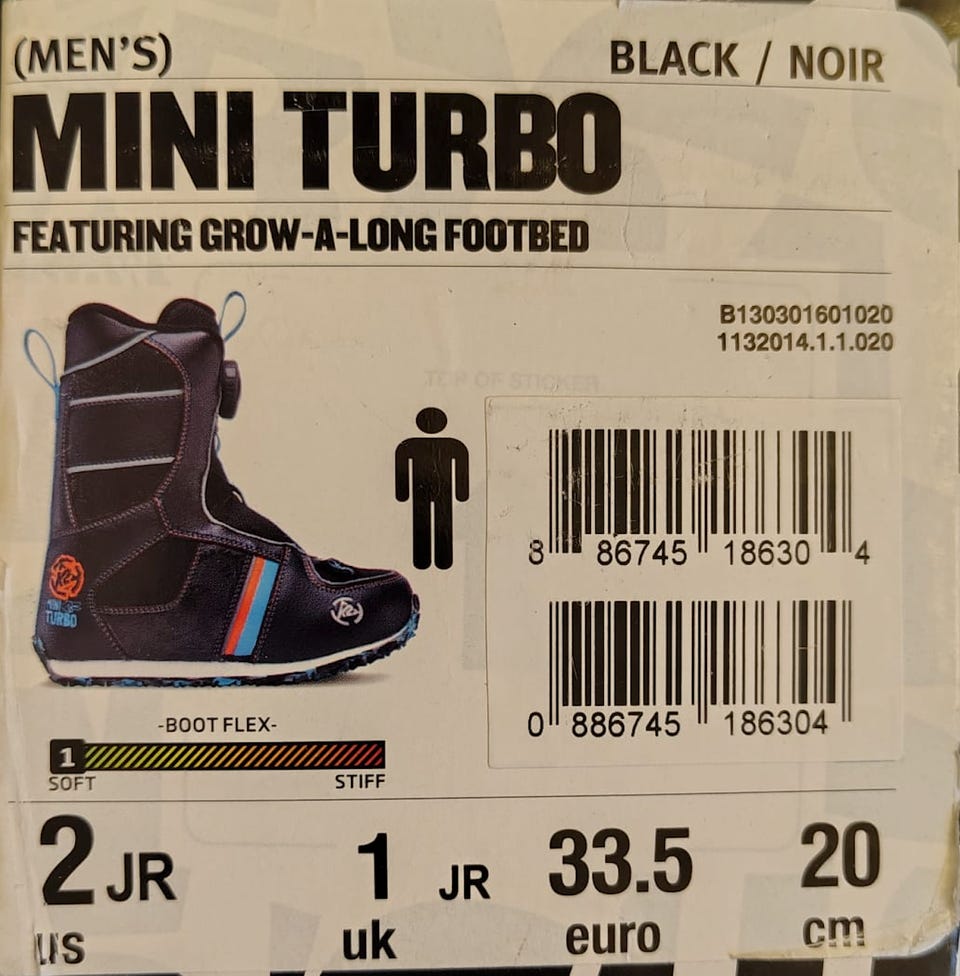 (MEN'S)
BLACK / NOIR
MINI TURBO
FEATURING GROW-A-LONG FOOTBED
B130301601020
1132014.1.1.020
TOP OF STICKER
8 86745 18630 4
0 886745 186304
K2
MINI
TURBO
K2
-BOOT FLEX-
1
SOFT STIFF
2 JR 1 JR 33.5 20
us uk euro cm